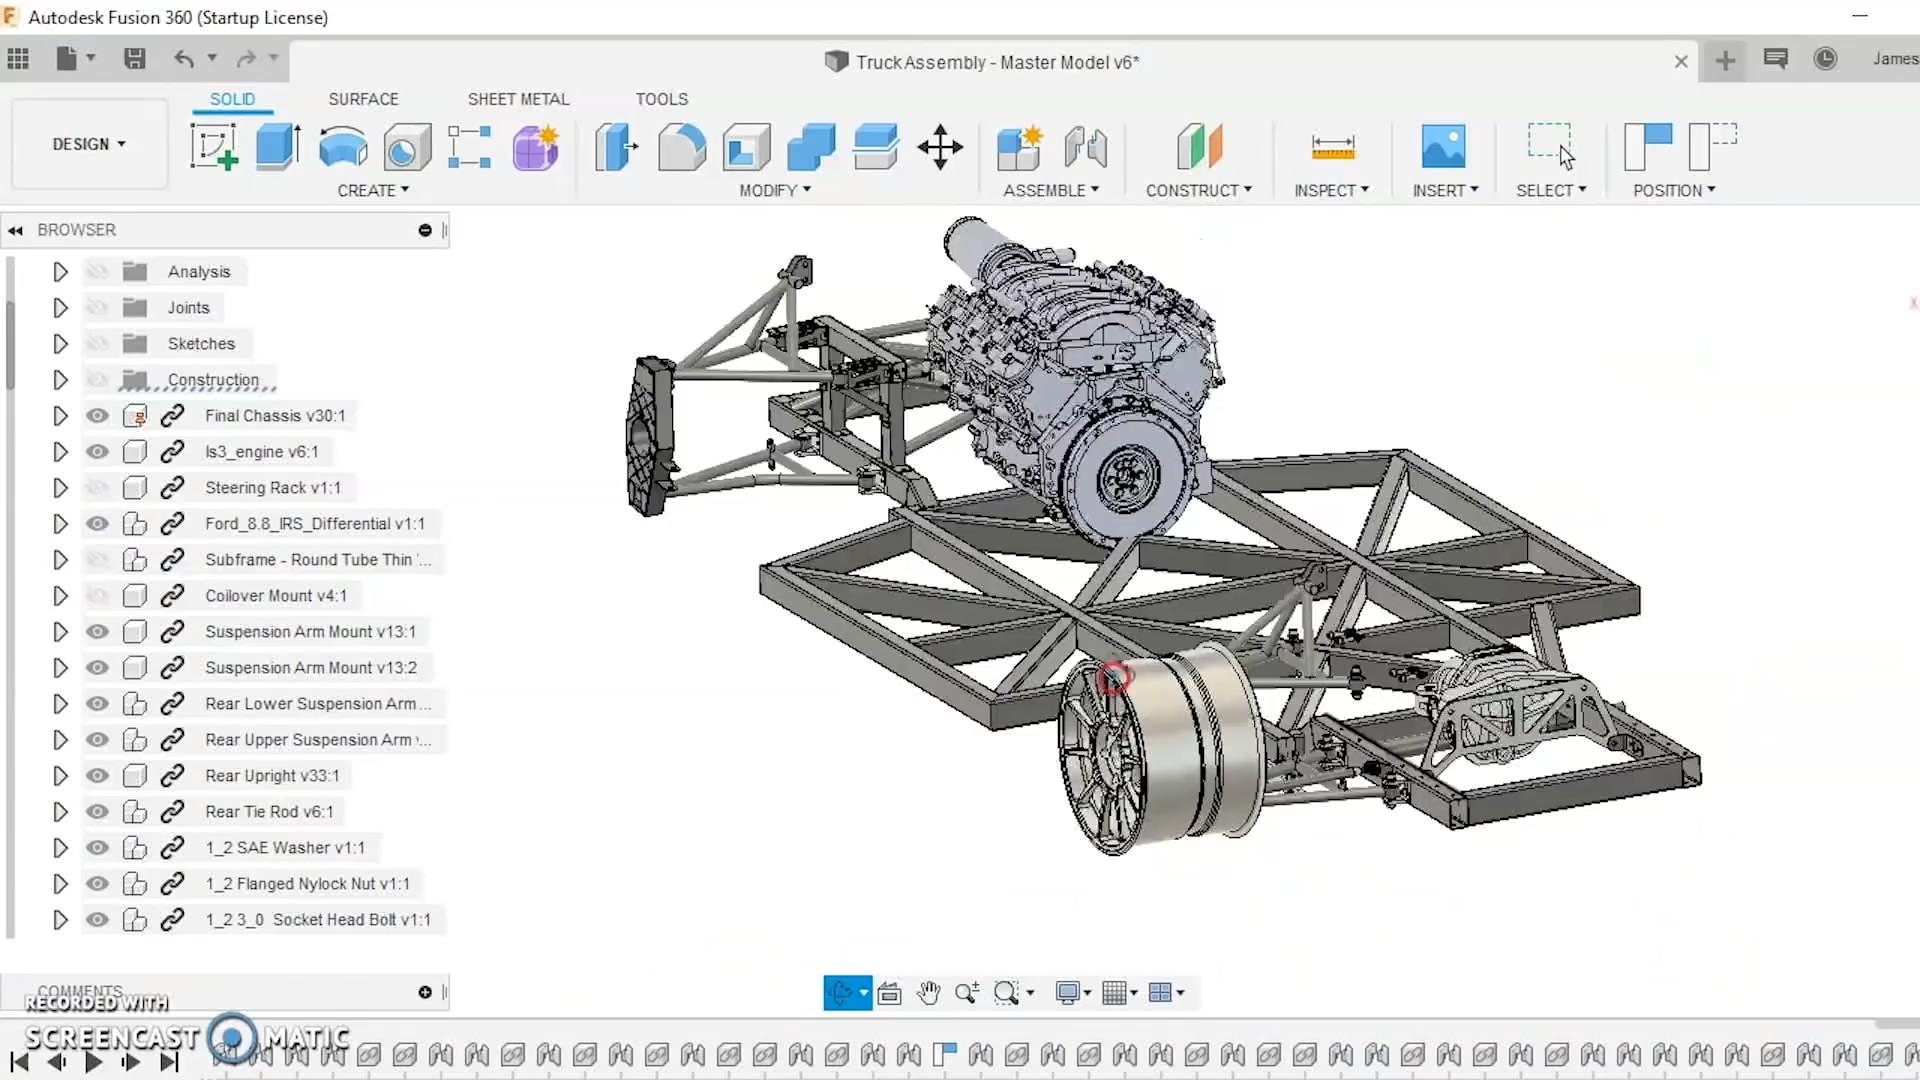 Autodesk Fusion 360 (Startup License)
Truck Assembly - Master Model v6*
James
DESIGN
SOLID
SURFACE
SHEET METAL
TOOLS
CREATE
MODIFY
ASSEMBLE
CONSTRUCT
INSPECT
INSERT
SELECT
POSITION
BROWSER
Analysis
Joints
Sketches
Construction
Final Chassis v30:1
ls3_engine v6:1
Steering Rack v1:1
Ford_8.8_IRS_Differential v1:1
Subframe - Round Tube Thin '...
Coilover Mount v4:1
Suspension Arm Mount v13:1
Suspension Arm Mount v13:2
Rear Lower Suspension Arm ...
Rear Upper Suspension Arm ...
Rear Upright v33:1
Rear Tie Rod v6:1
1_2 SAE Washer v1:1
1_2 Flanged Nylock Nut v1:1
1_2 3_0 Socket Head Bolt v1:1
COMMENTS
RECORDED WITH
SCREENCAST MATIC